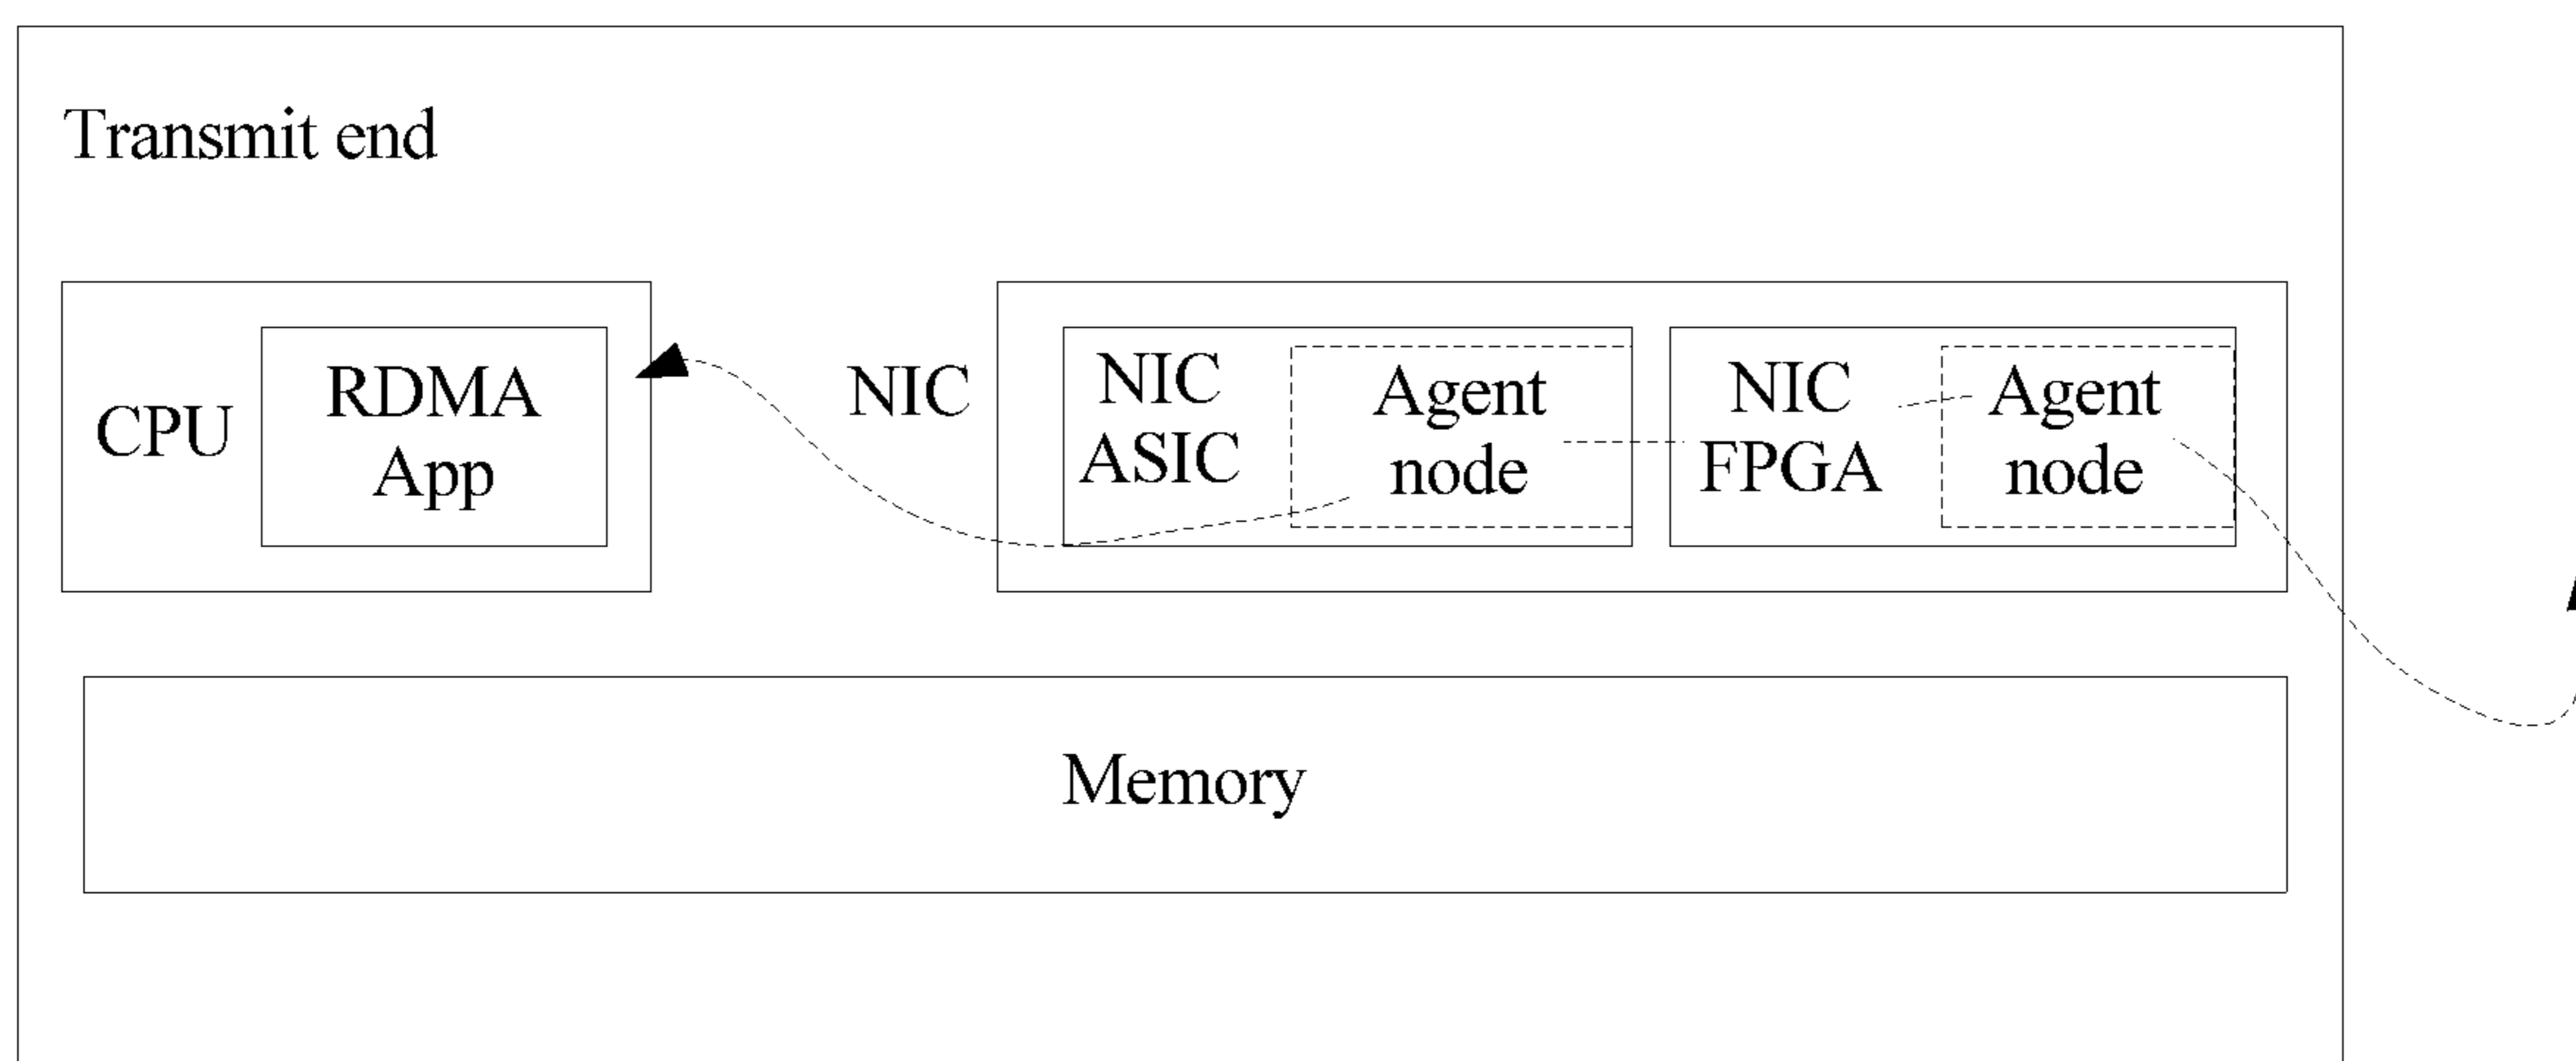 Transmit end
CPU
RDMA
App
NIC
NIC
ASIC
Agent
node
NIC
FPGA
Agent
node
Memory